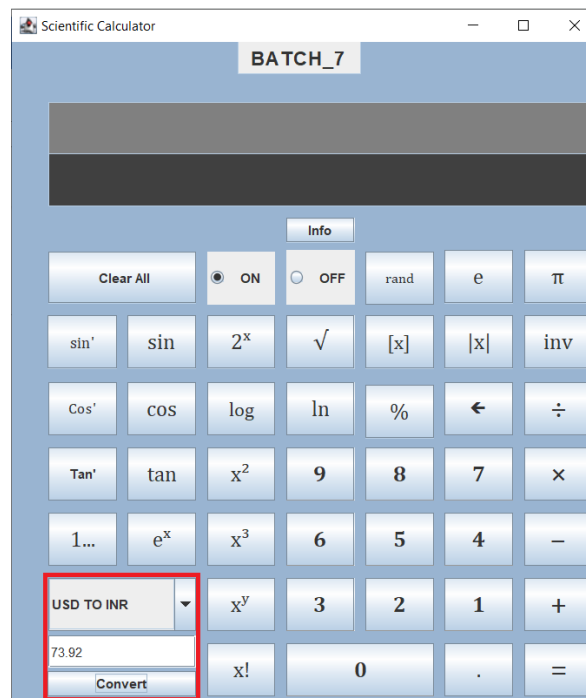 Scientific Calculator
BATCH_7
Info
Clear All ON OFF rand e π
sin' sin 2ˣ √ [x] |x| inv
Cos' cos log ln % ← ÷
Tan' tan x² 9 8 7 ×
1... eˣ x³ 6 5 4 −
USD TO INR xʸ 3 2 1 +
73.92
Convert x! 0 . =